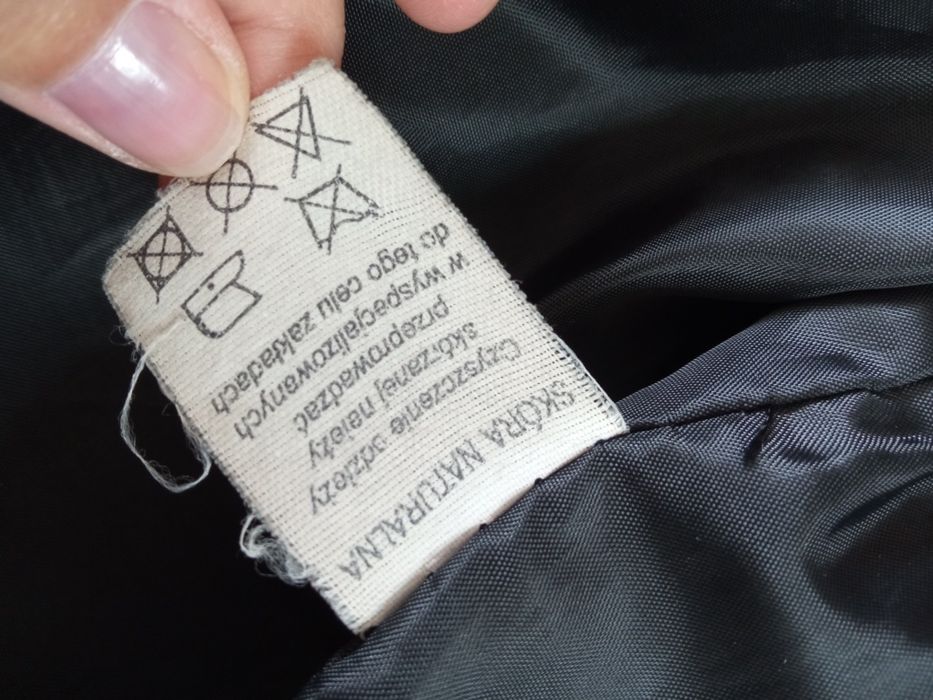 SKÓRA NATURALNA
Czyszczenie odzieży
skórzanej należy
przeprowadzać
w wyspecjalizowanych
do tego celu zakładach